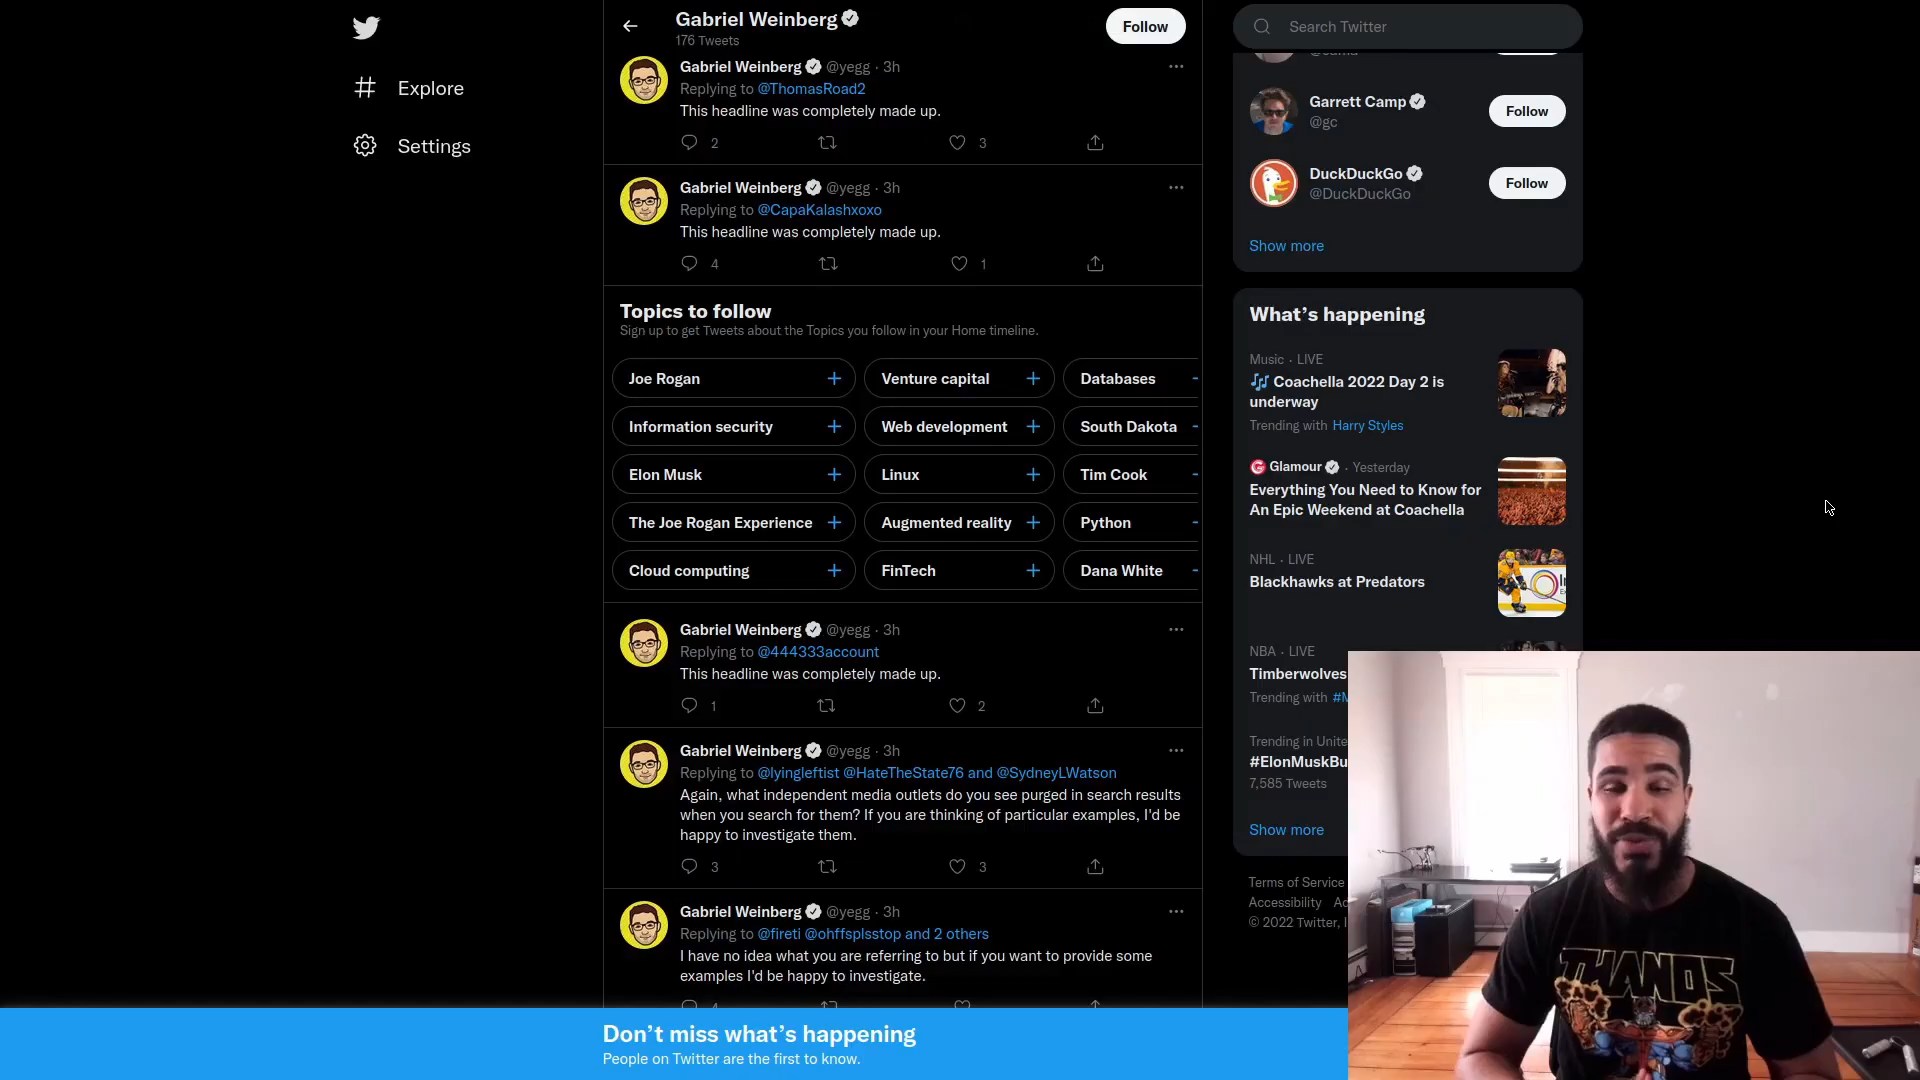 Explore
Settings
Gabriel Weinberg
176 Tweets
Follow
Gabriel Weinberg @yegg · 3h
Replying to @ThomasRoad2
This headline was completely made up.
2
3
Gabriel Weinberg @yegg · 3h
Replying to @CapaKalashxoxo
This headline was completely made up.
4
1
Topics to follow
Sign up to get Tweets about the Topics you follow in your Home timeline.
Joe Rogan
Venture capital
Databases
Information security
Web development
South Dakota
Elon Musk
Linux
Tim Cook
The Joe Rogan Experience
Augmented reality
Python
Cloud computing
FinTech
Dana White
Gabriel Weinberg @yegg · 3h
Replying to @444333account
This headline was completely made up.
1
2
Gabriel Weinberg @yegg · 3h
Replying to @lyingleftist @HateTheState76 and @SydneyLWatson
Again, what independent media outlets do you see purged in search results
when you search for them? If you are thinking of particular examples, I'd be
happy to investigate them.
3
3
Gabriel Weinberg @yegg · 3h
Replying to @fireti @ohffsplsstop and 2 others
I have no idea what you are referring to but if you want to provide some
examples I'd be happy to investigate.
Search Twitter
Garrett Camp
@gc
Follow
DuckDuckGo
@DuckDuckGo
Follow
Show more
What's happening
Music · LIVE
🎶 Coachella 2022 Day 2 is
underway
Trending with Harry Styles
Glamour · Yesterday
Everything You Need to Know for
An Epic Weekend at Coachella
NHL · LIVE
Blackhawks at Predators
NBA · LIVE
Timberwolves
Trending with #M
Trending in Unite
#ElonMuskBu
7,585 Tweets
Show more
Terms of Service
Accessibility
© 2022 Twitter, I
Don't miss what's happening
People on Twitter are the first to know.
THANOS